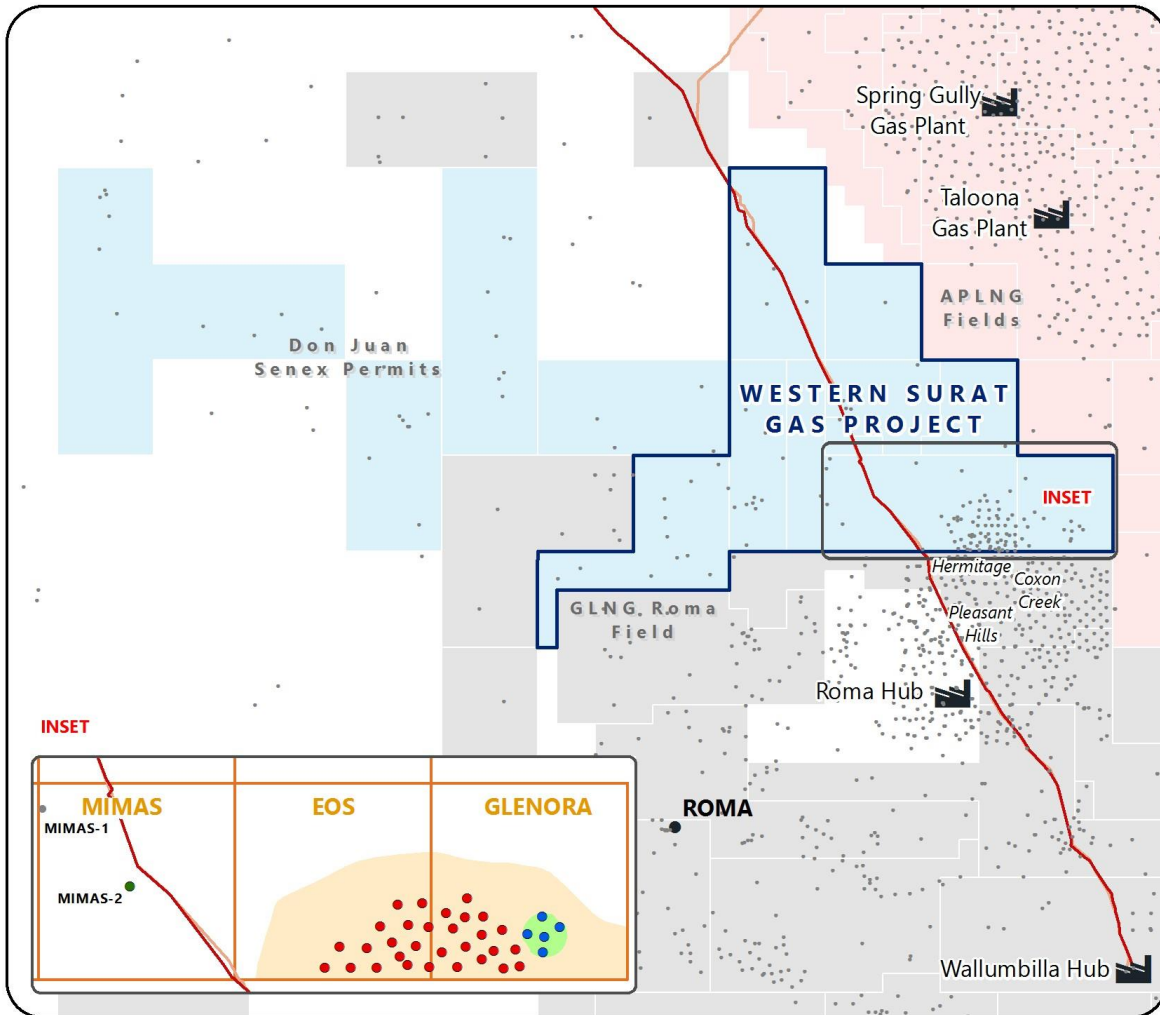 Spring Gully
Gas Plant
Taloona
Gas Plant
APLNG
Fields
Don Juan
Senex Permits
WESTERN SURAT
GAS PROJECT
INSET
Hermitage
Coxon
Creek
Pleasant
Hills
GLNG Roma
Field
Roma Hub
INSET
MIMAS
EOS
GLENORA
MIMAS-1
MIMAS-2
ROMA
Wallumbilla Hub